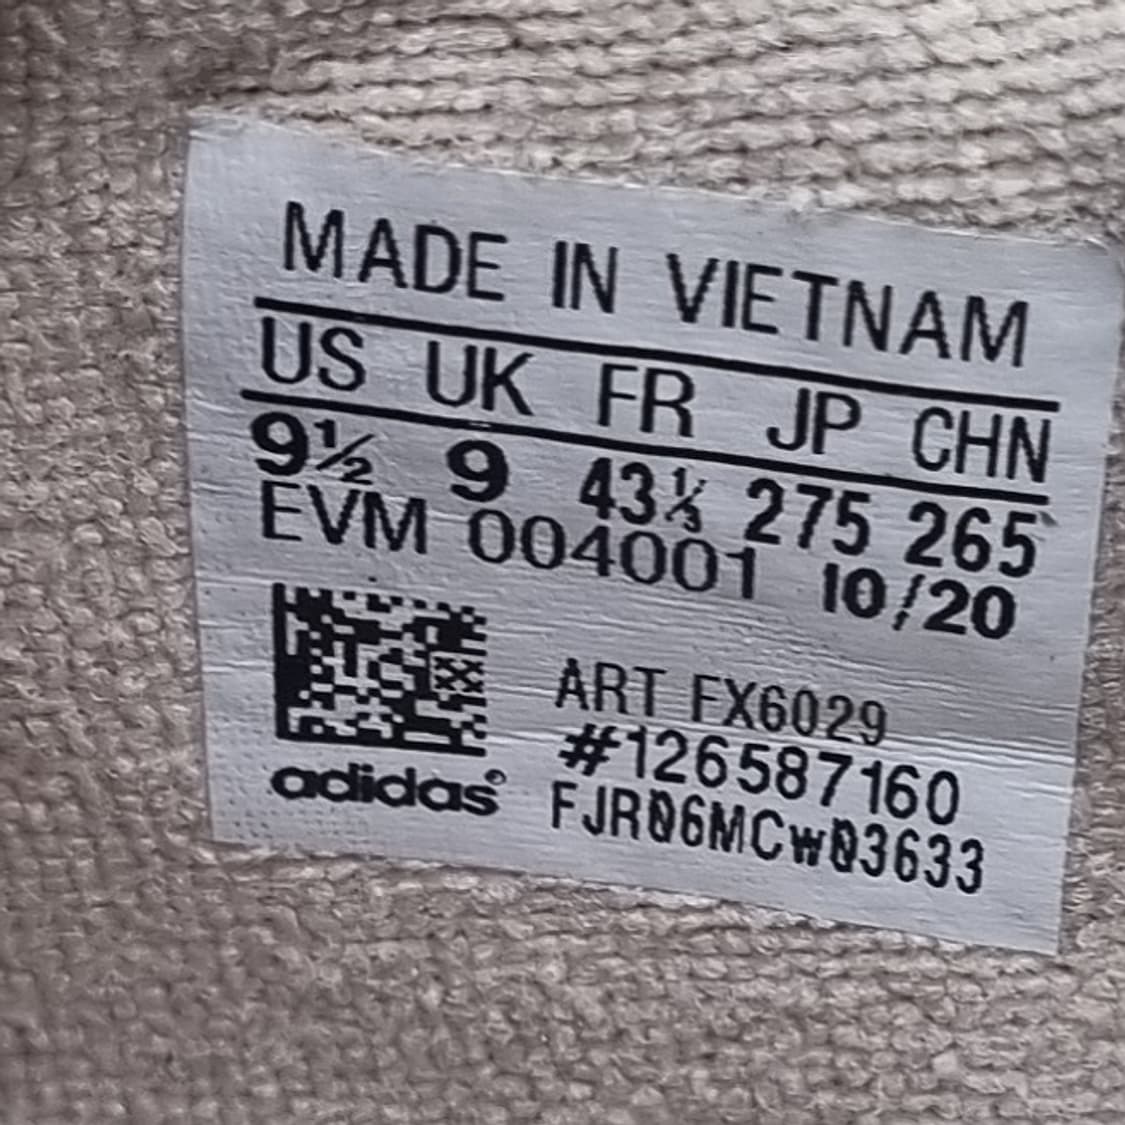 MADE IN VIETNAM
US UK FR JP CHN
9½ 9 43⅓ 275 265
EVM 004001 10/20
ART FX6029
#126587160
adidas®
FJR06MCw03633